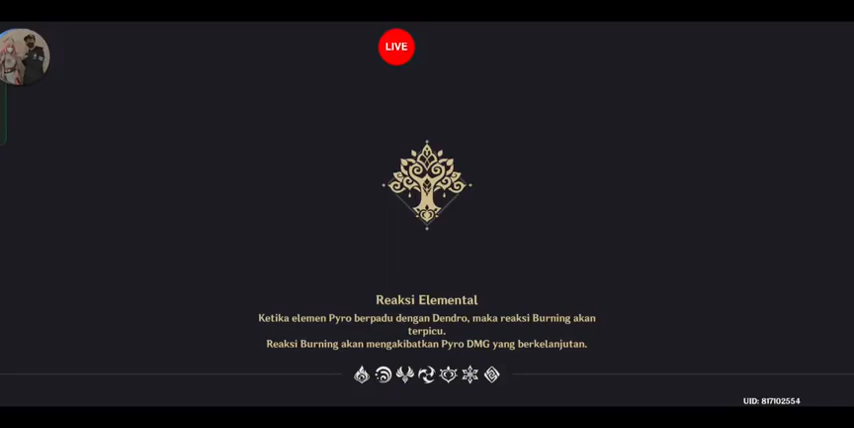 LIVE
Reaksi Elemental
Ketika elemen Pyro berpadu dengan Dendro, maka reaksi Burning akan
terpicu.
Reaksi Burning akan mengakibatkan Pyro DMG yang berkelanjutan.
UID: 817102554